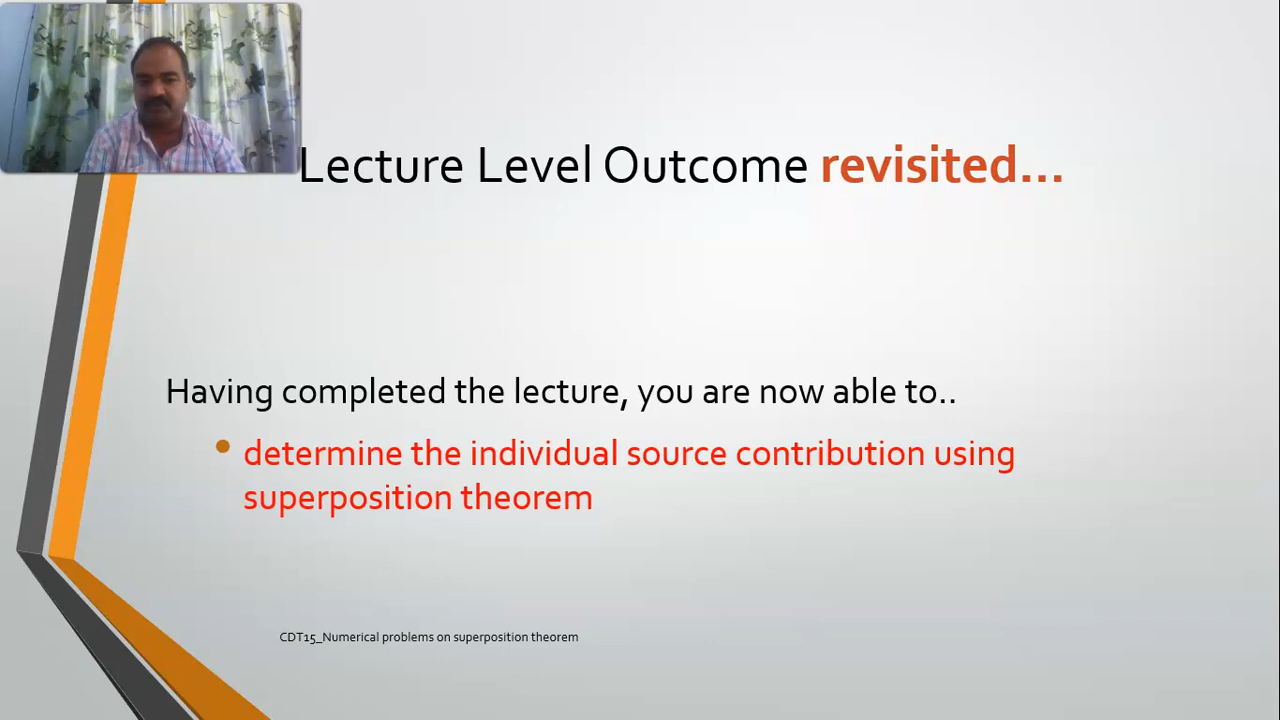 Lecture Level Outcome revisited...
Having completed the lecture, you are now able to..
• determine the individual source contribution using
superposition theorem
CDT15_Numerical problems on superposition theorem